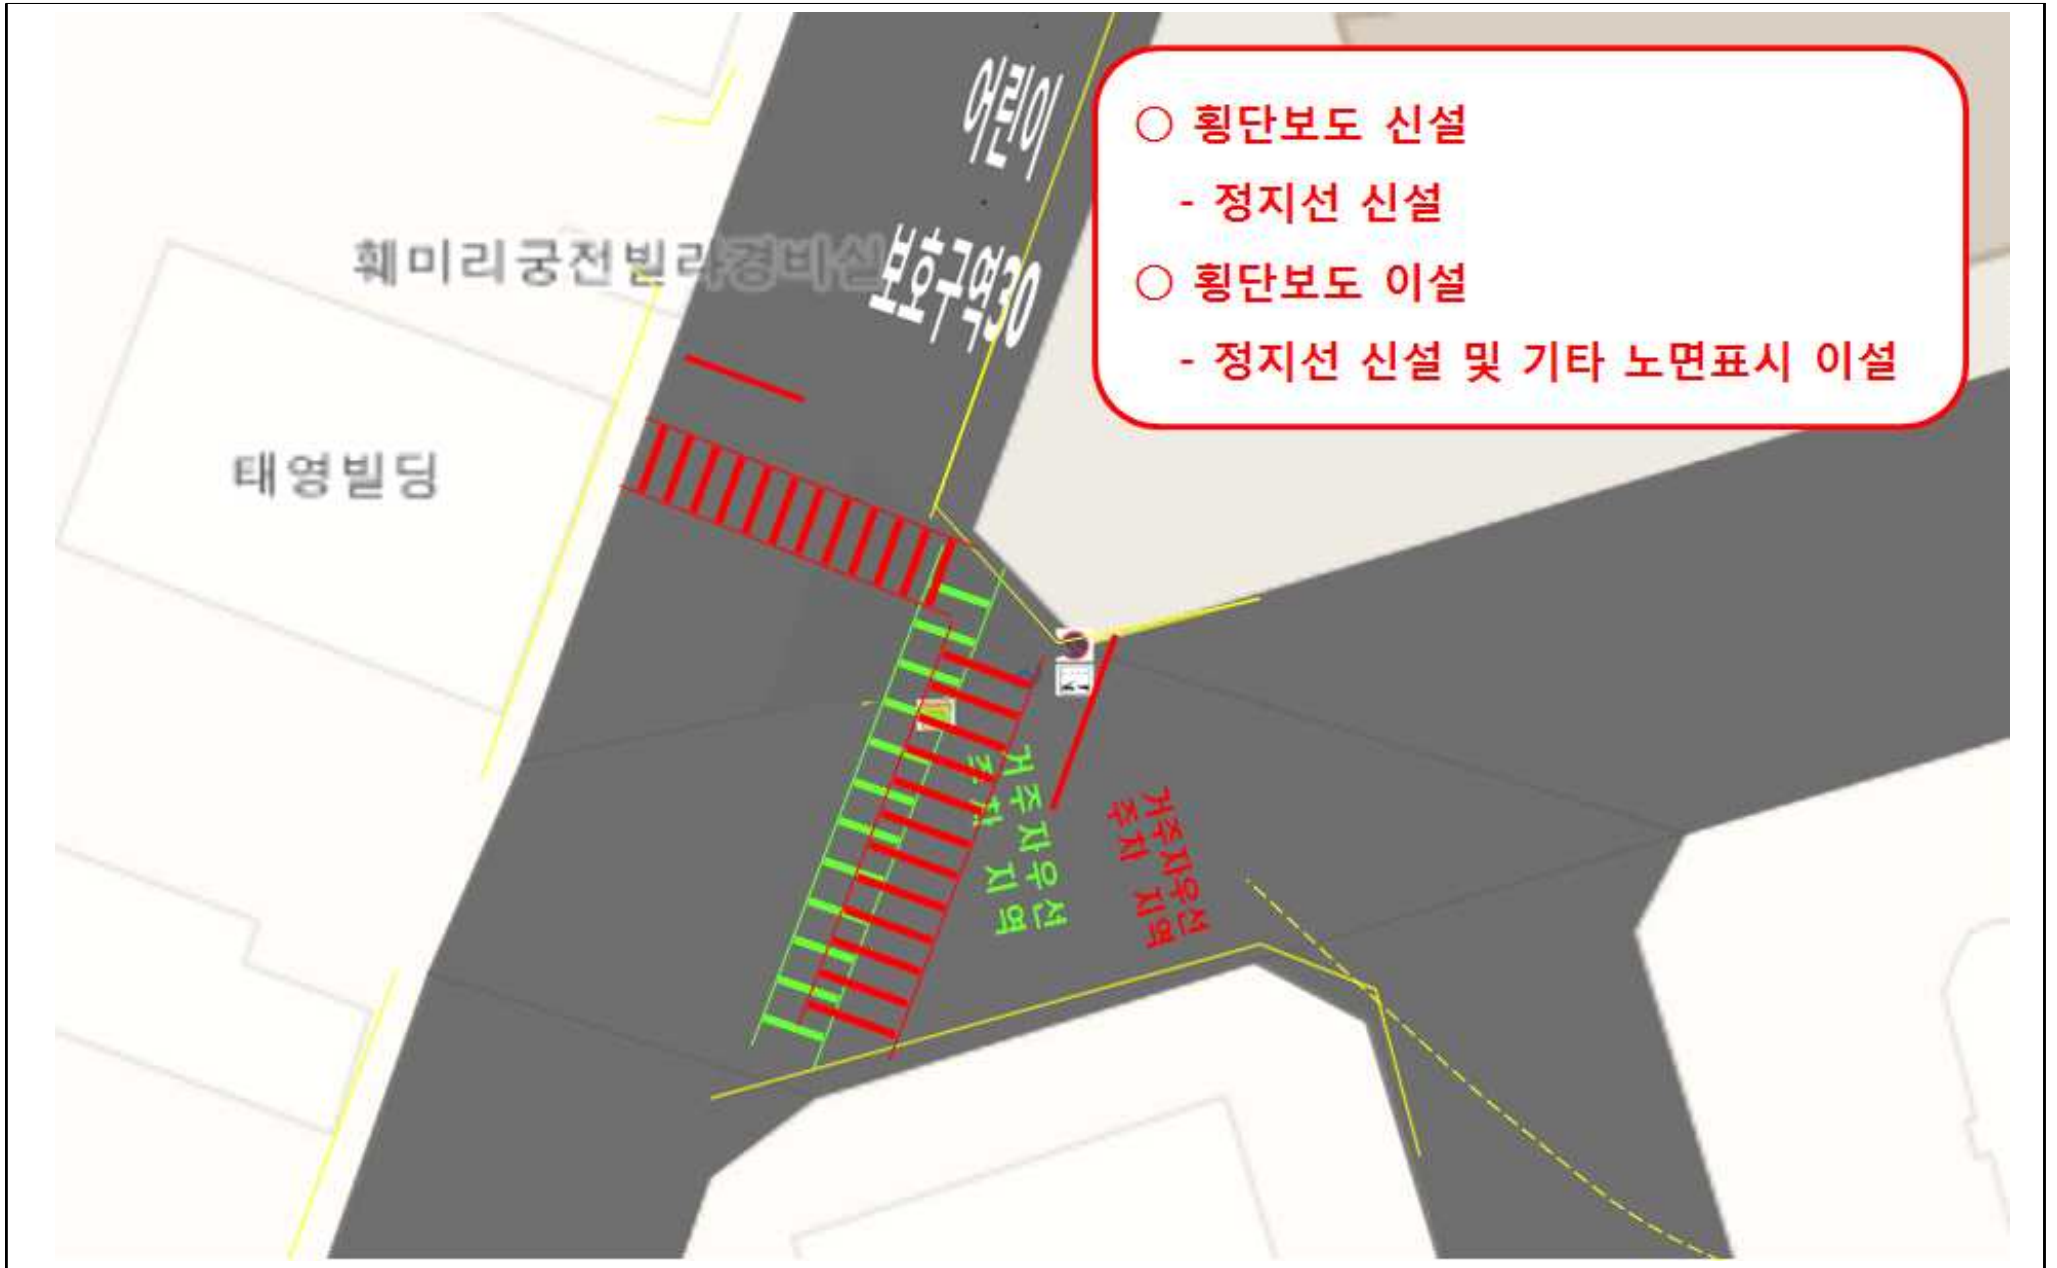 어린이
보호구역30
○ 횡단보도 신설
- 정지선 신설
○ 횡단보도 이설
- 정지선 신설 및 기타 노면표시 이설
훼미리궁전빌라경비실
태영빌딩
거주자우선
주차 지역
거주자우선
주차 지역